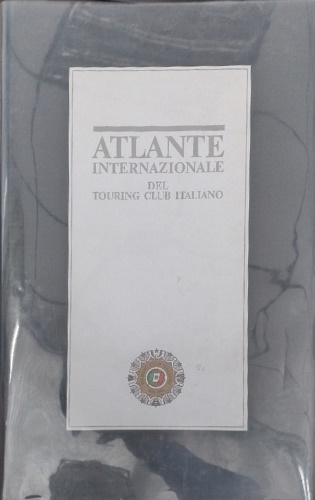 ATLANTE
INTERNAZIONALE
DEL
TOURING CLUB ITALIANO